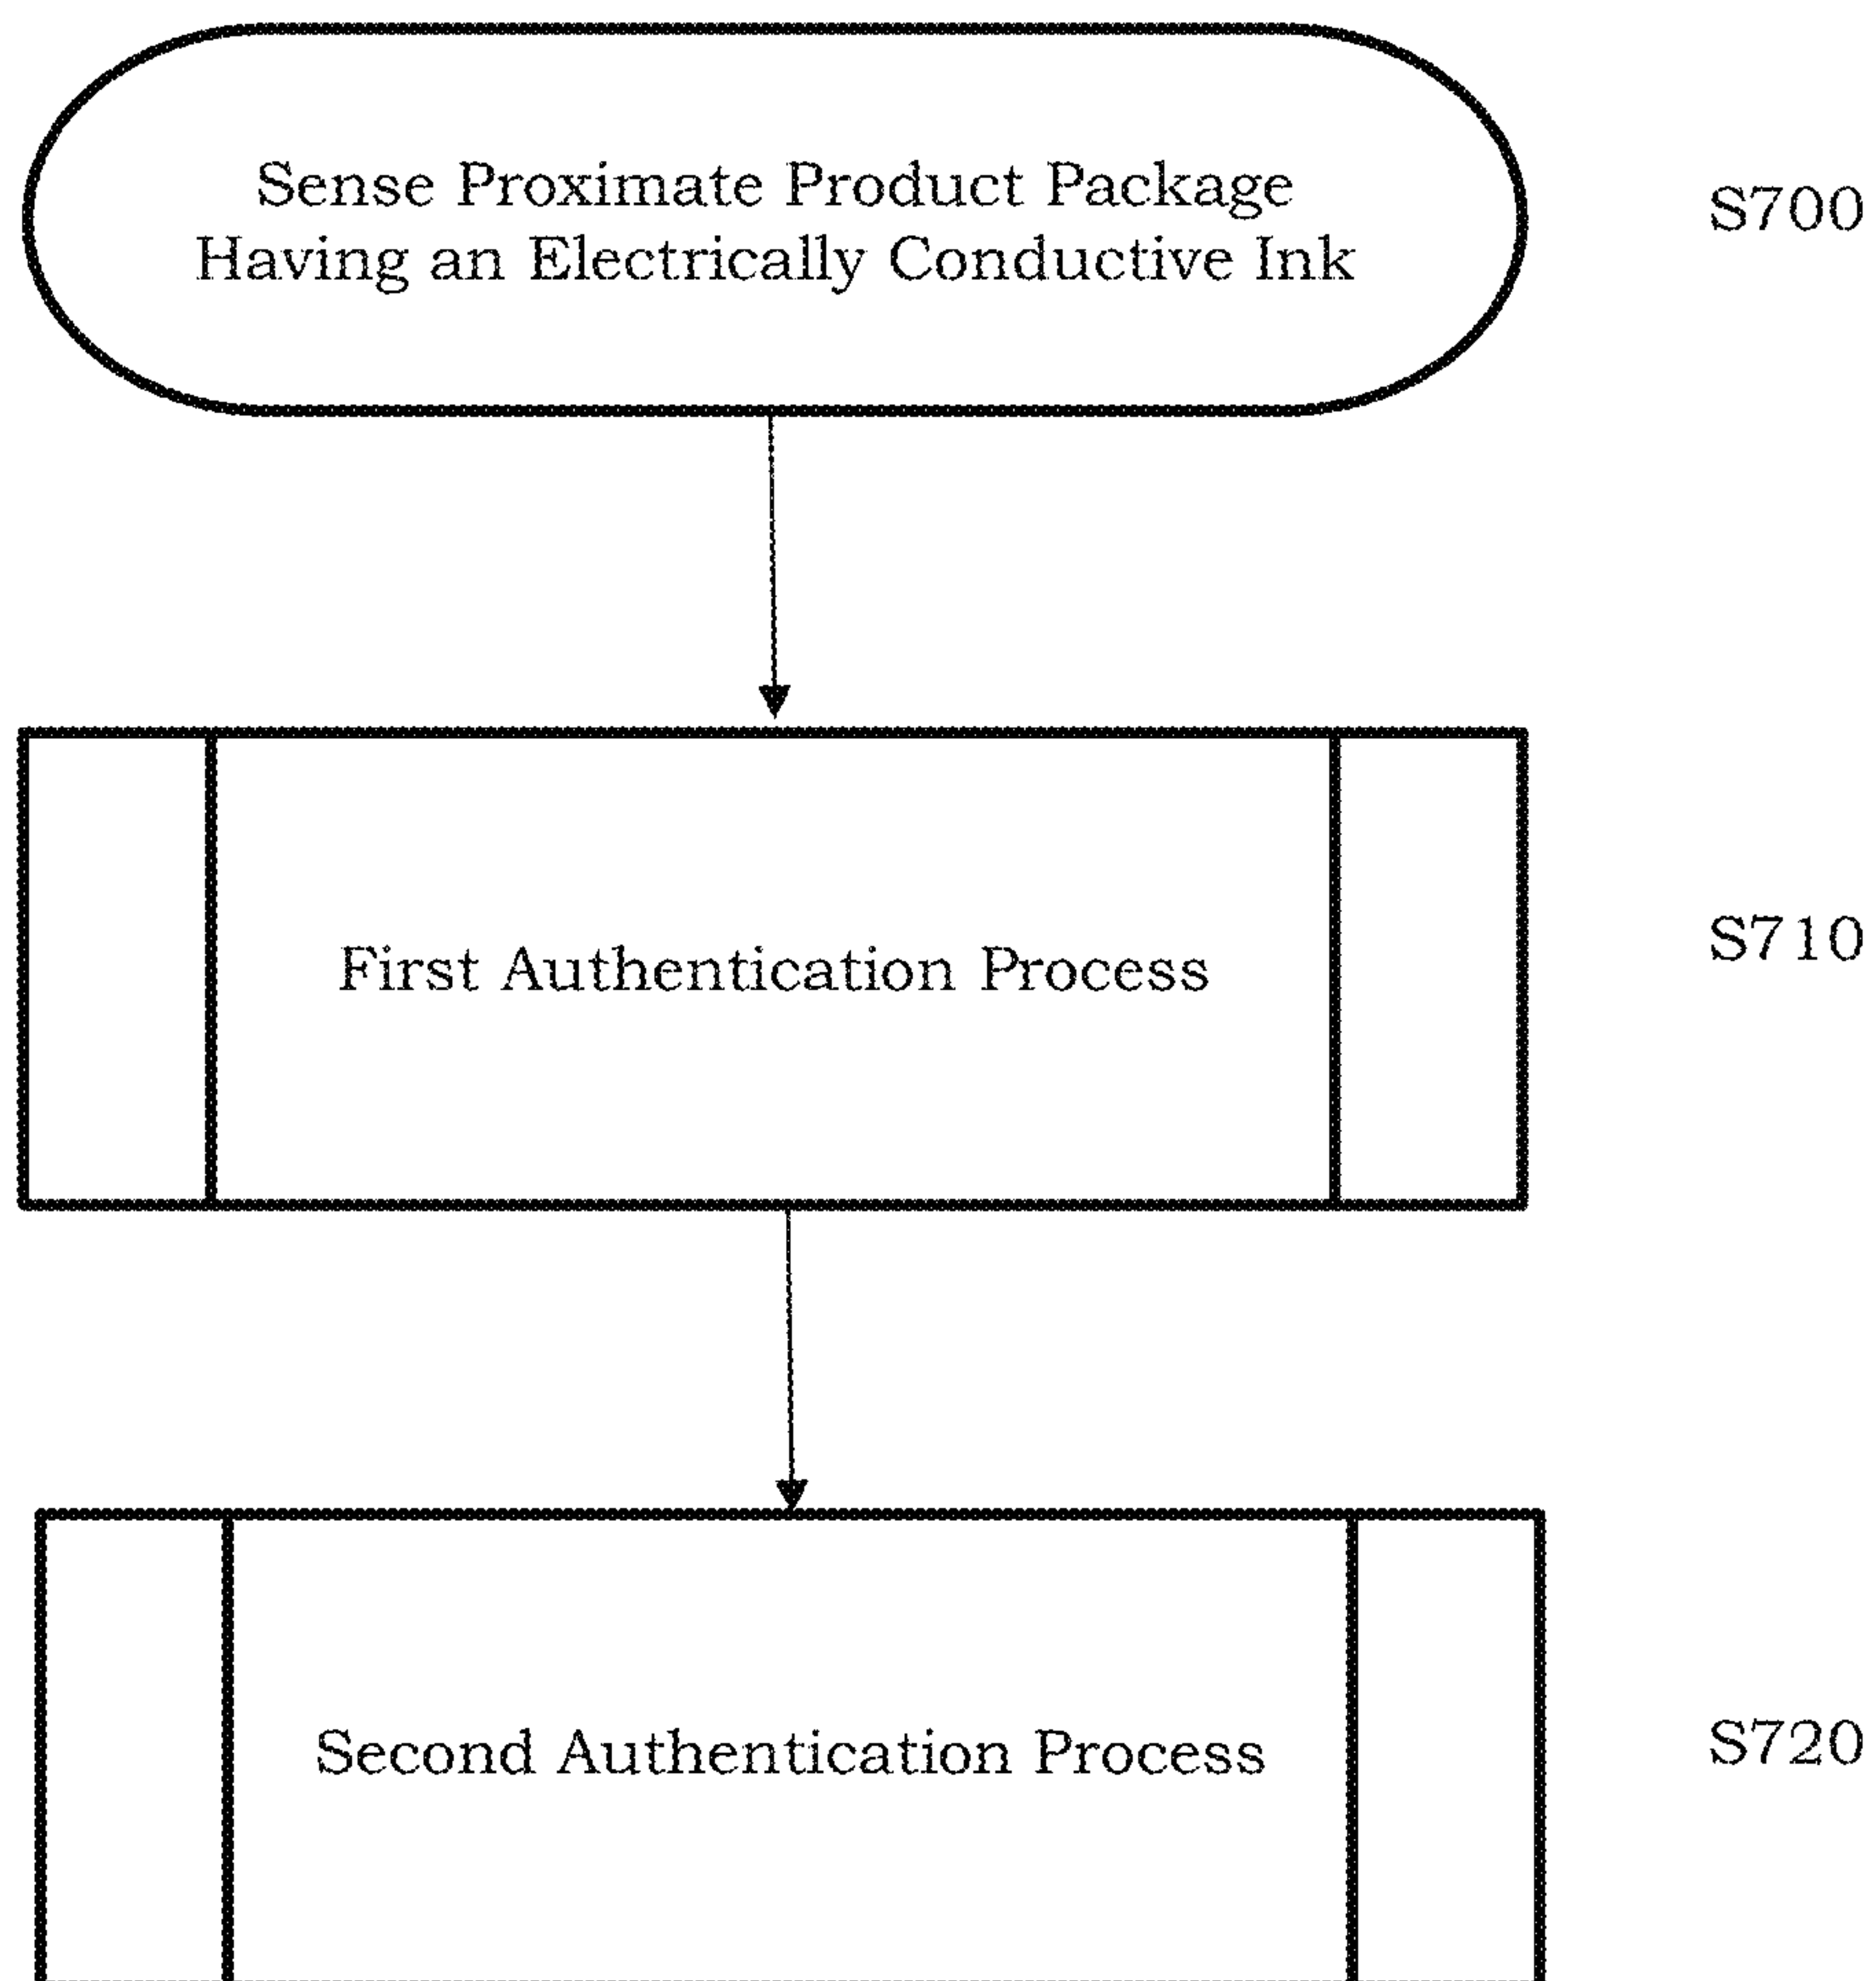 Sense Proximate Product Package
Having an Electrically Conductive Ink
S700
First Authentication Process
S710
Second Authentication Process
S720